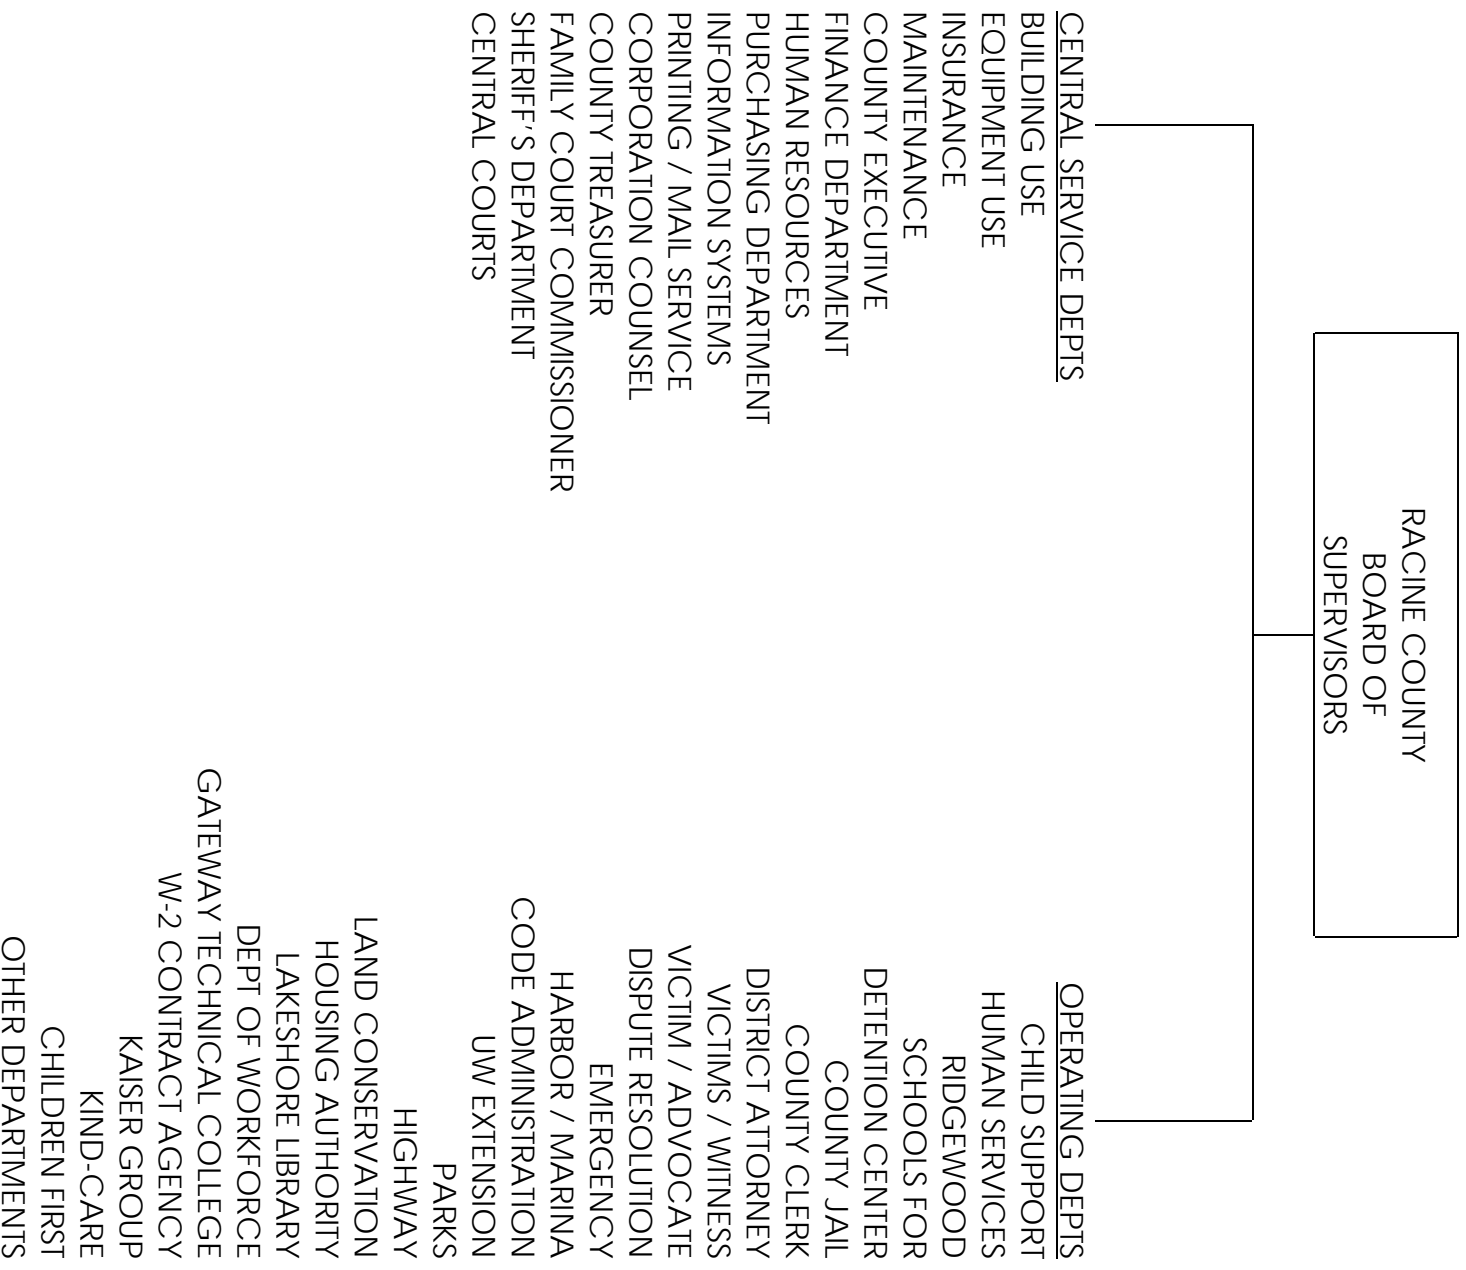 RACINE COUNTY
BOARD OF
SUPERVISORS
CENTRAL SERVICE DEPTS
BUILDING USE
EQUIPMENT USE
INSURANCE
MAINTENANCE
COUNTY EXECUTIVE
FINANCE DEPARTMENT
HUMAN RESOURCES
PURCHASING DEPARTMENT
INFORMATION SYSTEMS
PRINTING / MAIL SERVICE
CORPORATION COUNSEL
COUNTY TREASURER
FAMILY COURT COMMISSIONER
SHERIFF'S DEPARTMENT
CENTRAL COURTS
OPERATING DEPTS
CHILD SUPPORT
HUMAN SERVICES
RIDGEWOOD
SCHOOLS FOR
DETENTION CENTER
COUNTY JAIL
COUNTY CLERK
DISTRICT ATTORNEY
VICTIMS / WITNESS
VICTIM / ADVOCATE
DISPUTE RESOLUTION
EMERGENCY
HARBOR / MARINA
CODE ADMINISTRATION
UW EXTENSION
PARKS
HIGHWAY
LAND CONSERVATION
HOUSING AUTHORITY
LAKESHORE LIBRARY
DEPT OF WORKFORCE
GATEWAY TECHNICAL COLLEGE
W-2 CONTRACT AGENCY
KAISER GROUP
KIND-CARE
CHILDREN FIRST
OTHER DEPARTMENTS